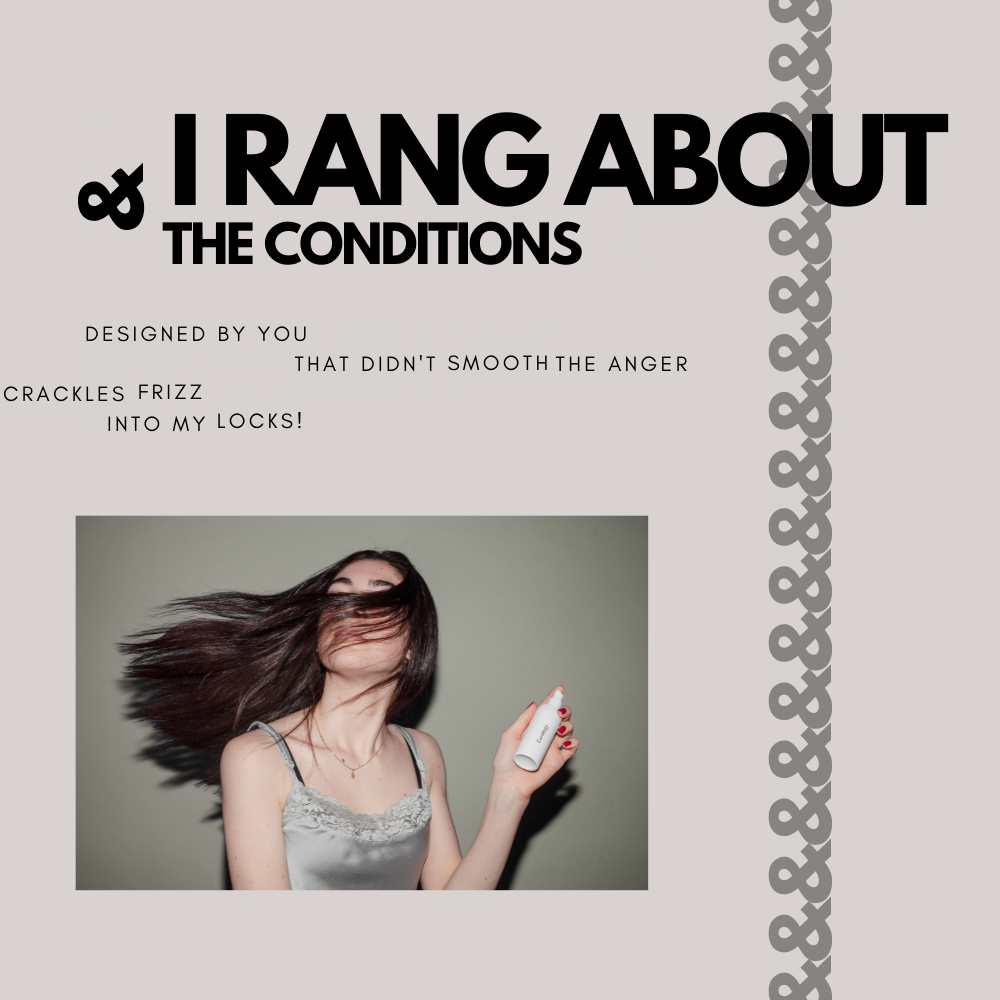 & I RANG ABOUT
THE CONDITIONS
DESIGNED BY YOU
THAT DIDN'T SMOOTH THE ANGER
CRACKLES FRIZZ
INTO MY LOCKS!
&&&&&&&&&&&&&&&&